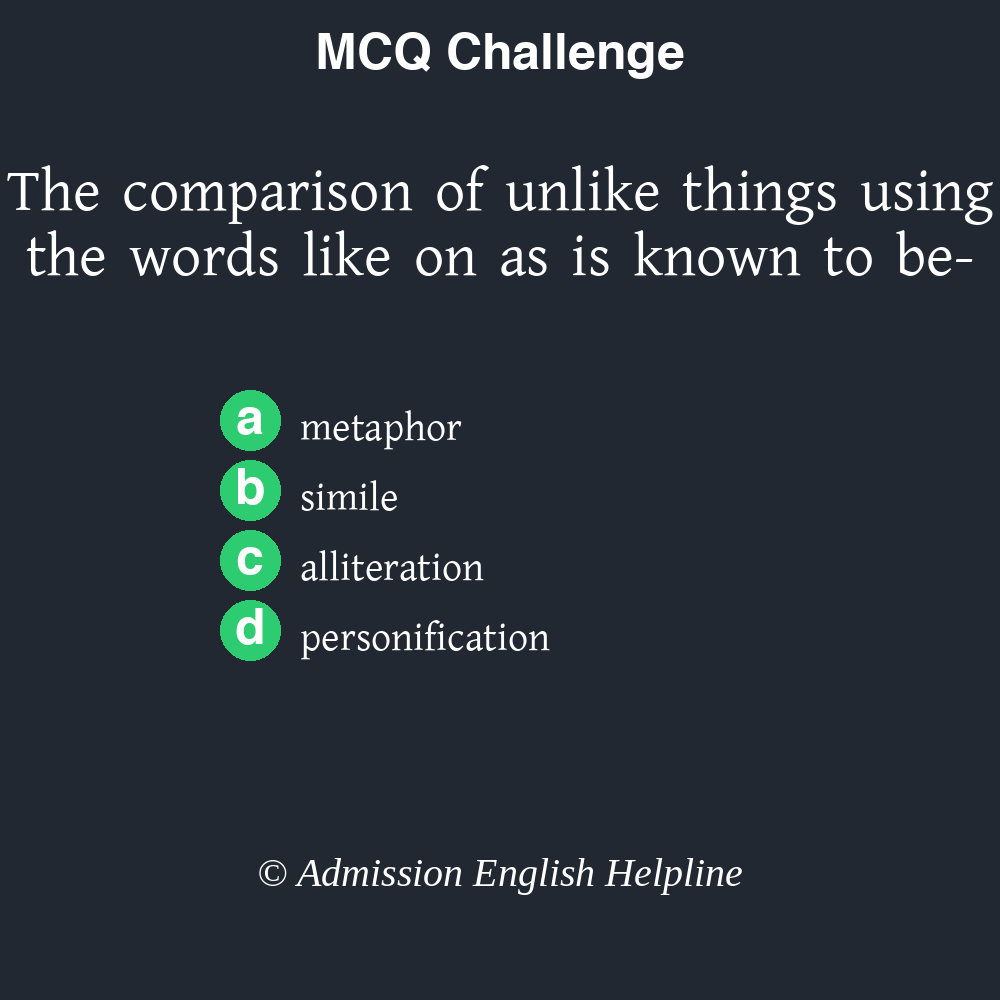 MCQ Challenge
The comparison of unlike things using
the words like on as is known to be-
a metaphor
b simile
c alliteration
d personification
© Admission English Helpline